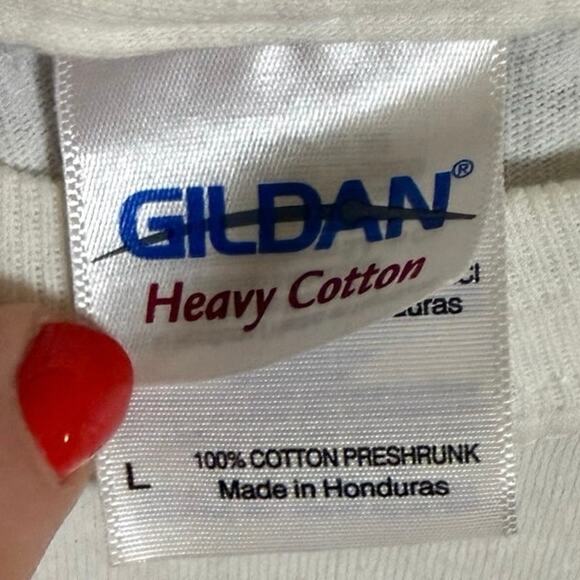 GILDAN®
Heavy Cotton
L
100% COTTON PRESHRUNK
Made in Honduras